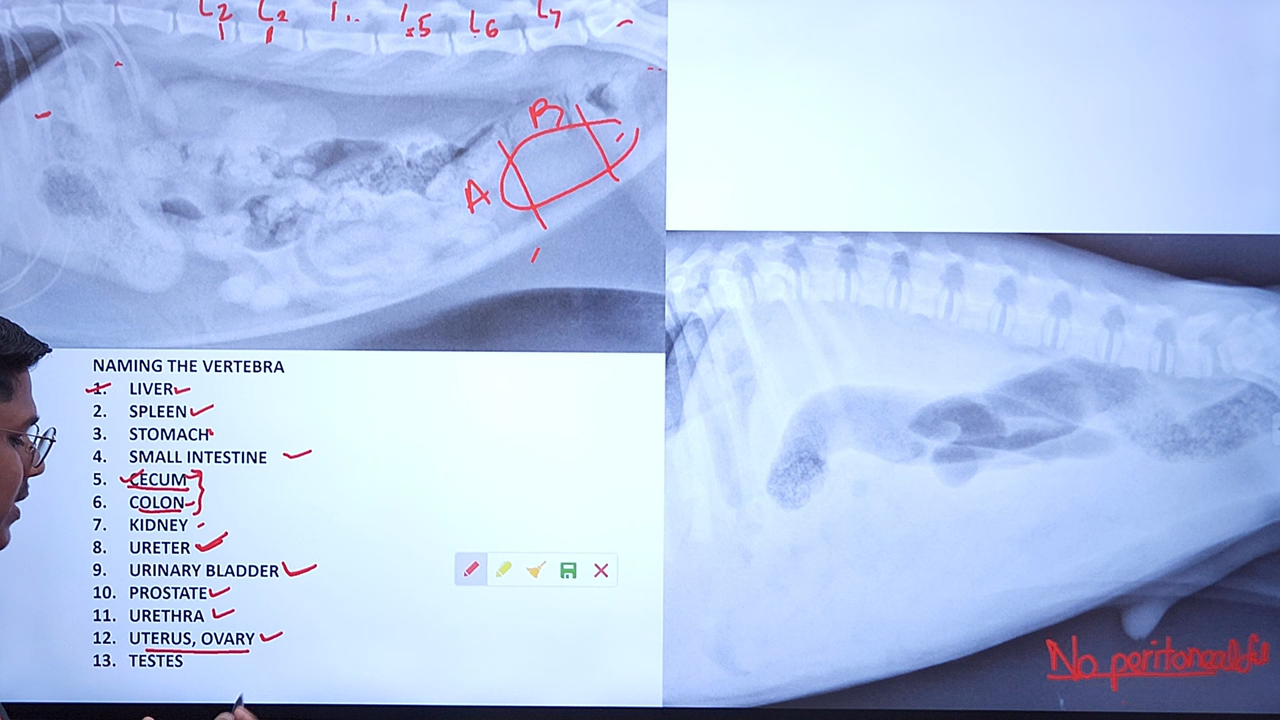 L2 L2 5 L6 L7
B
A
NAMING THE VERTEBRA
1. LIVER
2. SPLEEN
3. STOMACH
4. SMALL INTESTINE
5. CECUM
6. COLON
7. KIDNEY
8. URETER
9. URINARY BLADDER
10. PROSTATE
11. URETHRA
12. UTERUS, OVARY
13. TESTES
No peritoneal